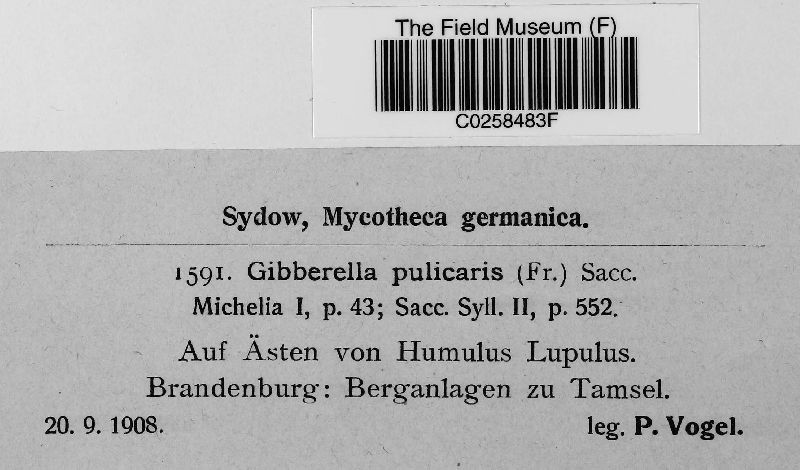 The Field Museum (F)
C0258483F
Sydow, Mycotheca germanica.
1591. Gibberella pulicaris (Fr.) Sacc.
Michelia I, p. 43; Sacc. Syll. II, p. 552.
Auf Ästen von Humulus Lupulus.
Brandenburg: Berganlagen zu Tamsel.
20. 9. 1908. leg. P. Vogel.